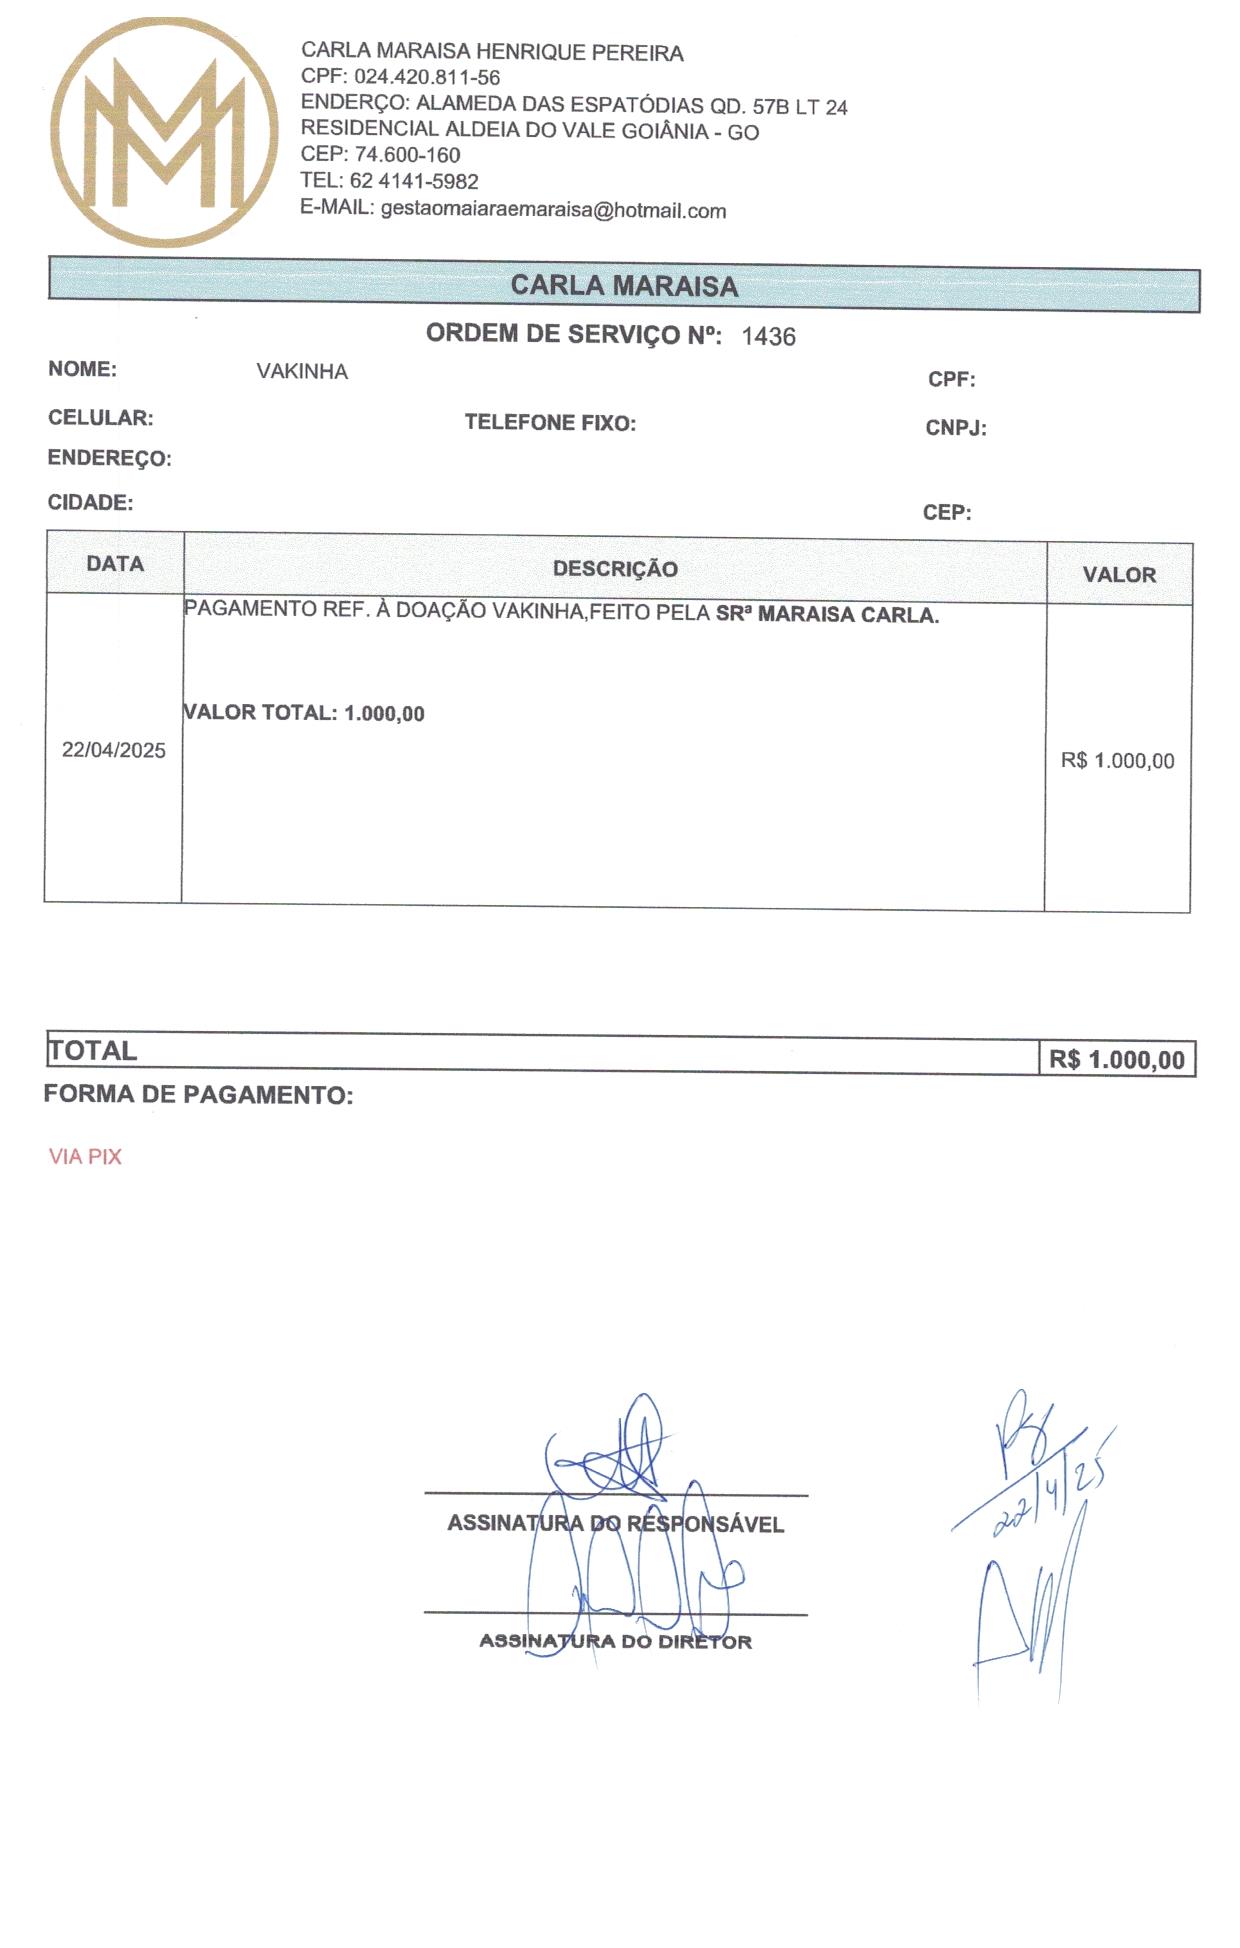 MM
CARLA MARAISA HENRIQUE PEREIRA
CPF: 024.420.811-56
ENDERÇO: ALAMEDA DAS ESPATÓDIAS QD. 57B LT 24
RESIDENCIAL ALDEIA DO VALE GOIÂNIA - GO
CEP: 74.600-160
TEL: 62 4141-5982
E-MAIL: gestaomaiaraemaraisa@hotmail.com
CARLA MARAISA
ORDEM DE SERVIÇO Nº: 1436
NOME: VAKINHA CPF:
CELULAR: TELEFONE FIXO: CNPJ:
ENDEREÇO:
CIDADE: CEP:
DATA DESCRIÇÃO VALOR
PAGAMENTO REF. À DOAÇÃO VAKINHA,FEITO PELA SRª MARAISA CARLA.
VALOR TOTAL: 1.000,00
22/04/2025 R$ 1.000,00
TOTAL R$ 1.000,00
FORMA DE PAGAMENTO:
VIA PIX
22/4/25
ASSINATURA DO RESPONSÁVEL
ASSINATURA DO DIRETOR